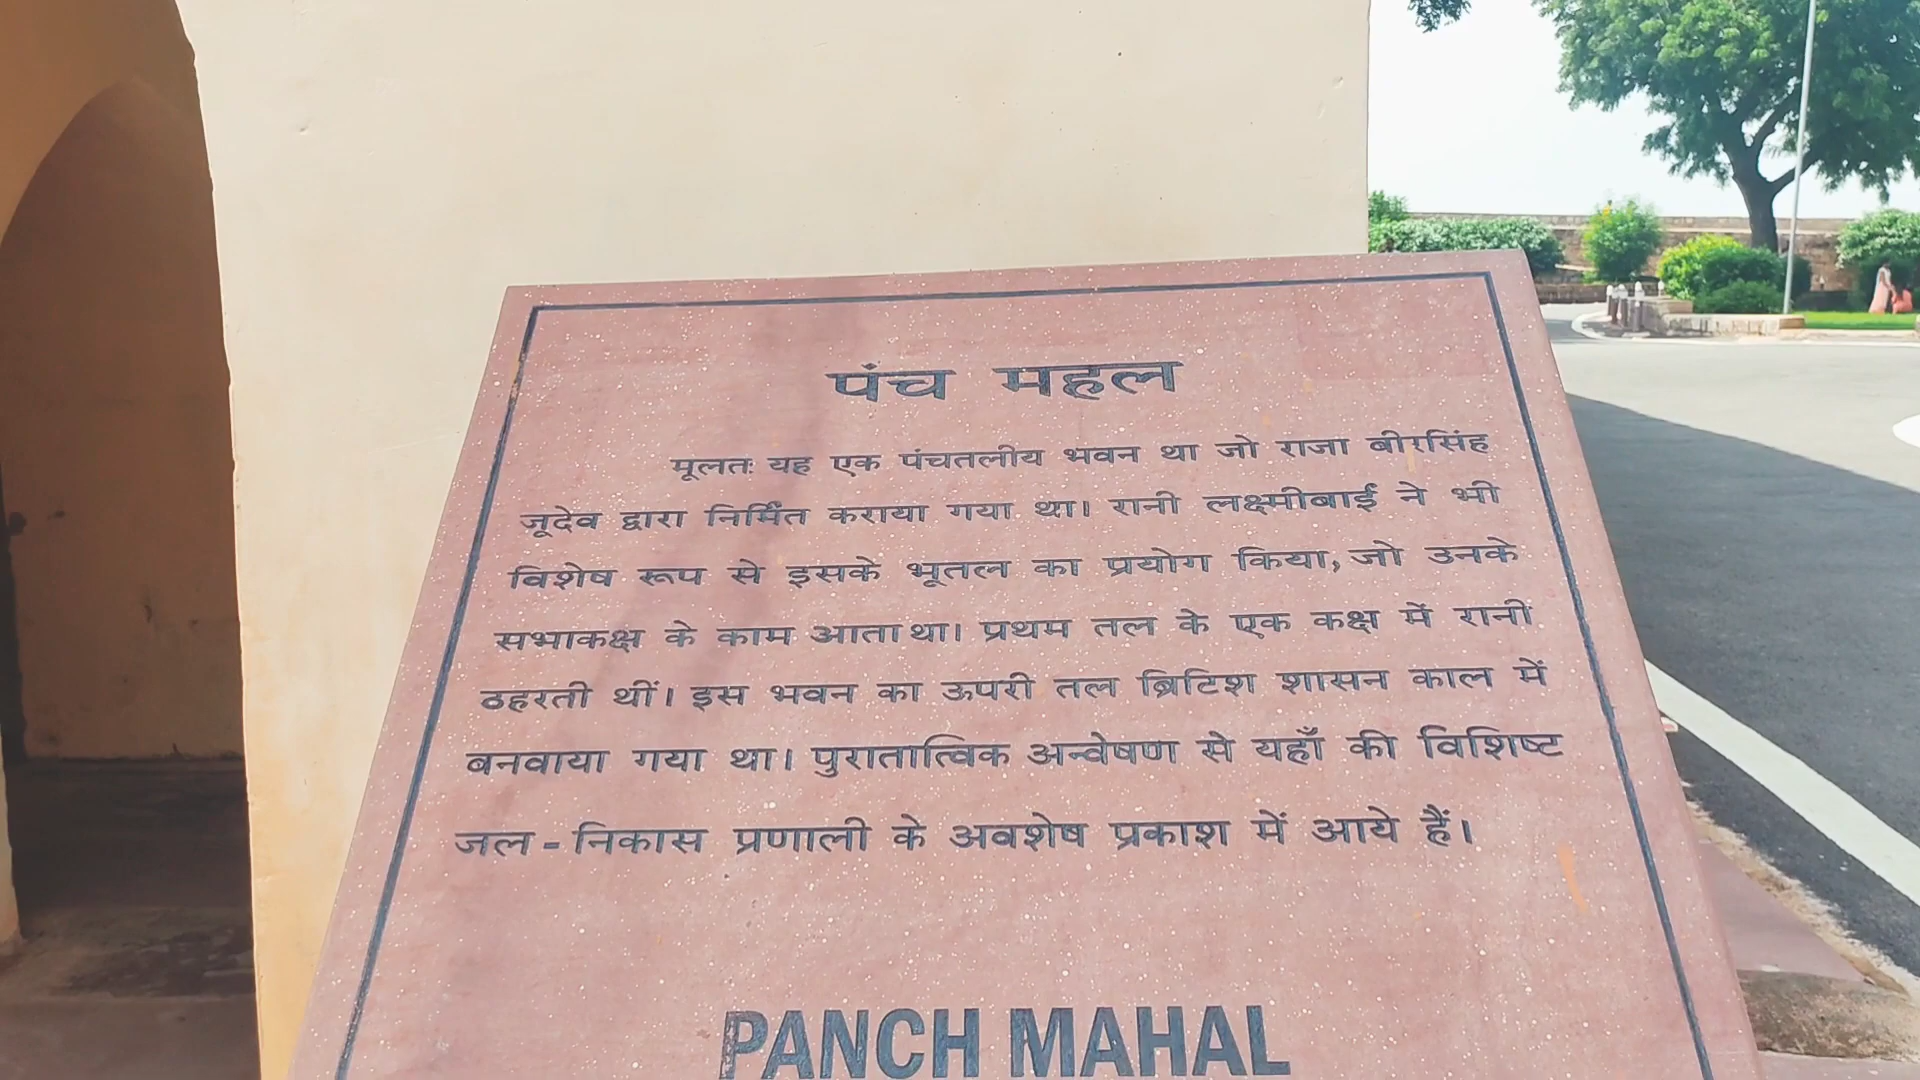 पंच महल
मूलतः यह एक पंचतलीय भवन था जो राजा बीरसिंह
जूदेव द्वारा निर्मित कराया गया था। रानी लक्ष्मीबाई ने भी
विशेष रूप से इसके भूतल का प्रयोग किया, जो उनके
सभाकक्ष के काम आता था। प्रथम तल के एक कक्ष में रानी
ठहरती थीं। इस भवन का ऊपरी तल ब्रिटिश शासन काल में
बनवाया गया था। पुरातात्विक अन्वेषण से यहाँ की विशिष्ट
जल - निकास प्रणाली के अवशेष प्रकाश में आये हैं।
PANCH MAHAL